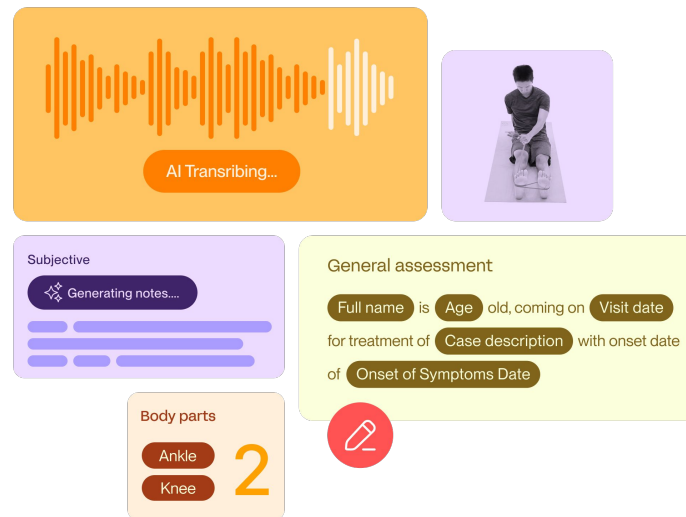 AI Transribing...
Subjective
Generating notes....
General assessment
Full name is Age old, coming on Visit date
for treatment of Case description with onset date
of Onset of Symptoms Date
Body parts
Ankle
Knee
2